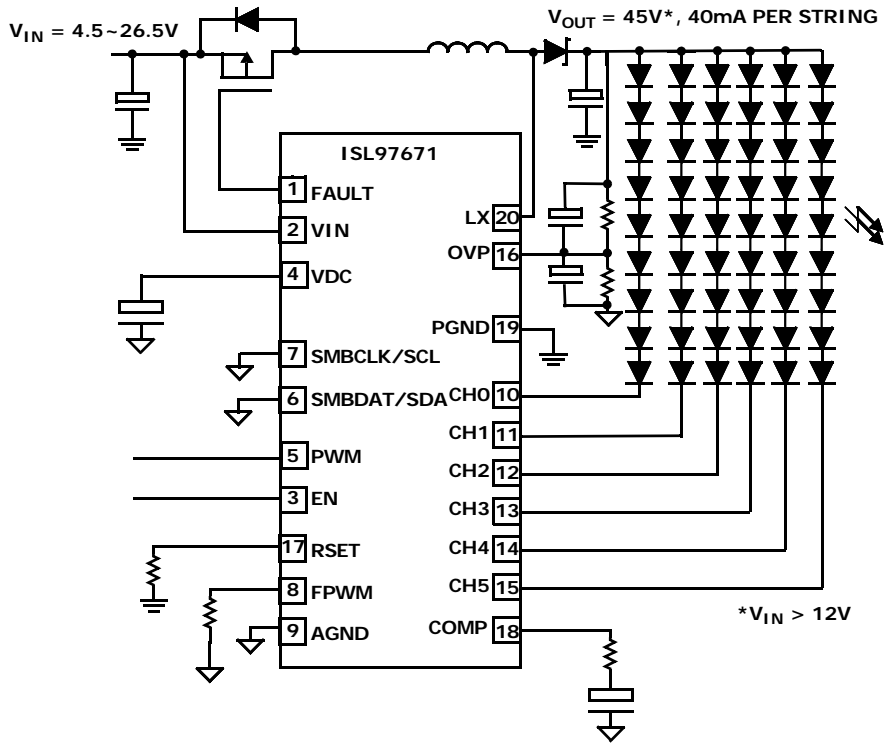 V_IN = 4.5~26.5V
V_OUT = 45V*, 40mA PER STRING
ISL97671
1 FAULT
2 VIN
4 VDC
7 SMBCLK/SCL
6 SMBDAT/SDA
5 PWM
3 EN
17 RSET
8 FPWM
9 AGND
LX 20
OVP 16
PGND 19
CH0 10
CH1 11
CH2 12
CH3 13
CH4 14
CH5 15
COMP 18
*V_IN > 12V